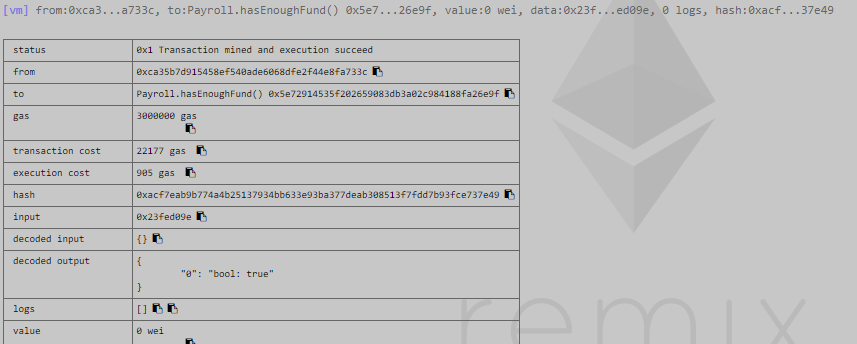 [vm] from:0xca3...a733c, to:Payroll.hasEnoughFund() 0x5e7...26e9f, value:0 wei, data:0x23f...ed09e, 0 logs, hash:0xacf...37e49
status 0x1 Transaction mined and execution succeed
from 0xca35b7d915458ef540ade6068dfe2f44e8fa733c
to Payroll.hasEnoughFund() 0x5e72914535f202659083db3a02c984188fa26e9f
gas 3000000 gas
transaction cost 22177 gas
execution cost 905 gas
hash 0xacf7eab9b774a4b25137934bb633e93ba377deab308513f7fdd7b93fce737e49
input 0x23fed09e
decoded input {}
decoded output {
"0": "bool: true"
}
logs []
value 0 wei
remix